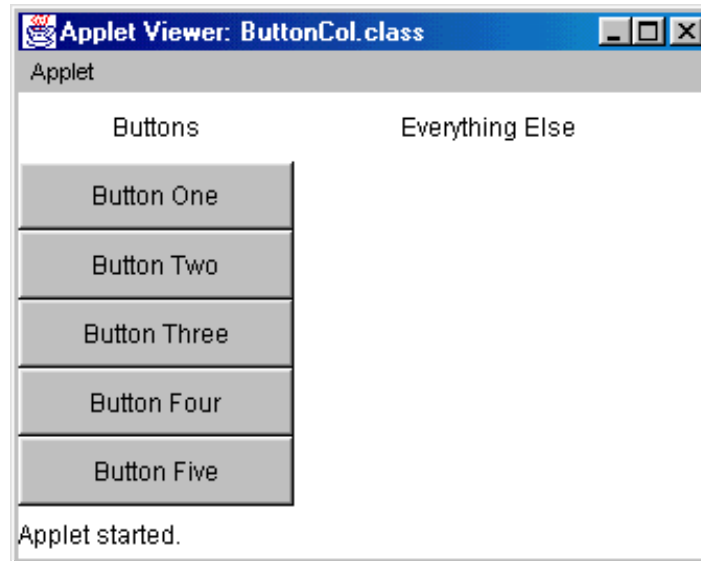 Applet Viewer: ButtonCol.class
Applet
Buttons Everything Else
Button One
Button Two
Button Three
Button Four
Button Five
Applet started.